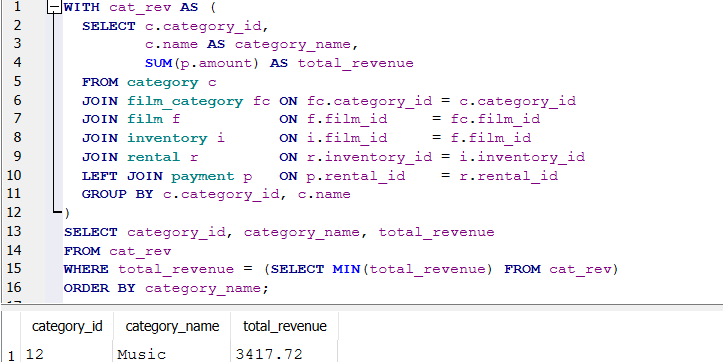 1 WITH cat_rev AS (
2 SELECT c.category_id,
3 c.name AS category_name,
4 SUM(p.amount) AS total_revenue
5 FROM category c
6 JOIN film_category fc ON fc.category_id = c.category_id
7 JOIN film f ON f.film_id = fc.film_id
8 JOIN inventory i ON i.film_id = f.film_id
9 JOIN rental r ON r.inventory_id = i.inventory_id
10 LEFT JOIN payment p ON p.rental_id = r.rental_id
11 GROUP BY c.category_id, c.name
12 )
13 SELECT category_id, category_name, total_revenue
14 FROM cat_rev
15 WHERE total_revenue = (SELECT MIN(total_revenue) FROM cat_rev)
16 ORDER BY category_name;
category_id category_name total_revenue
1 12 Music 3417.72